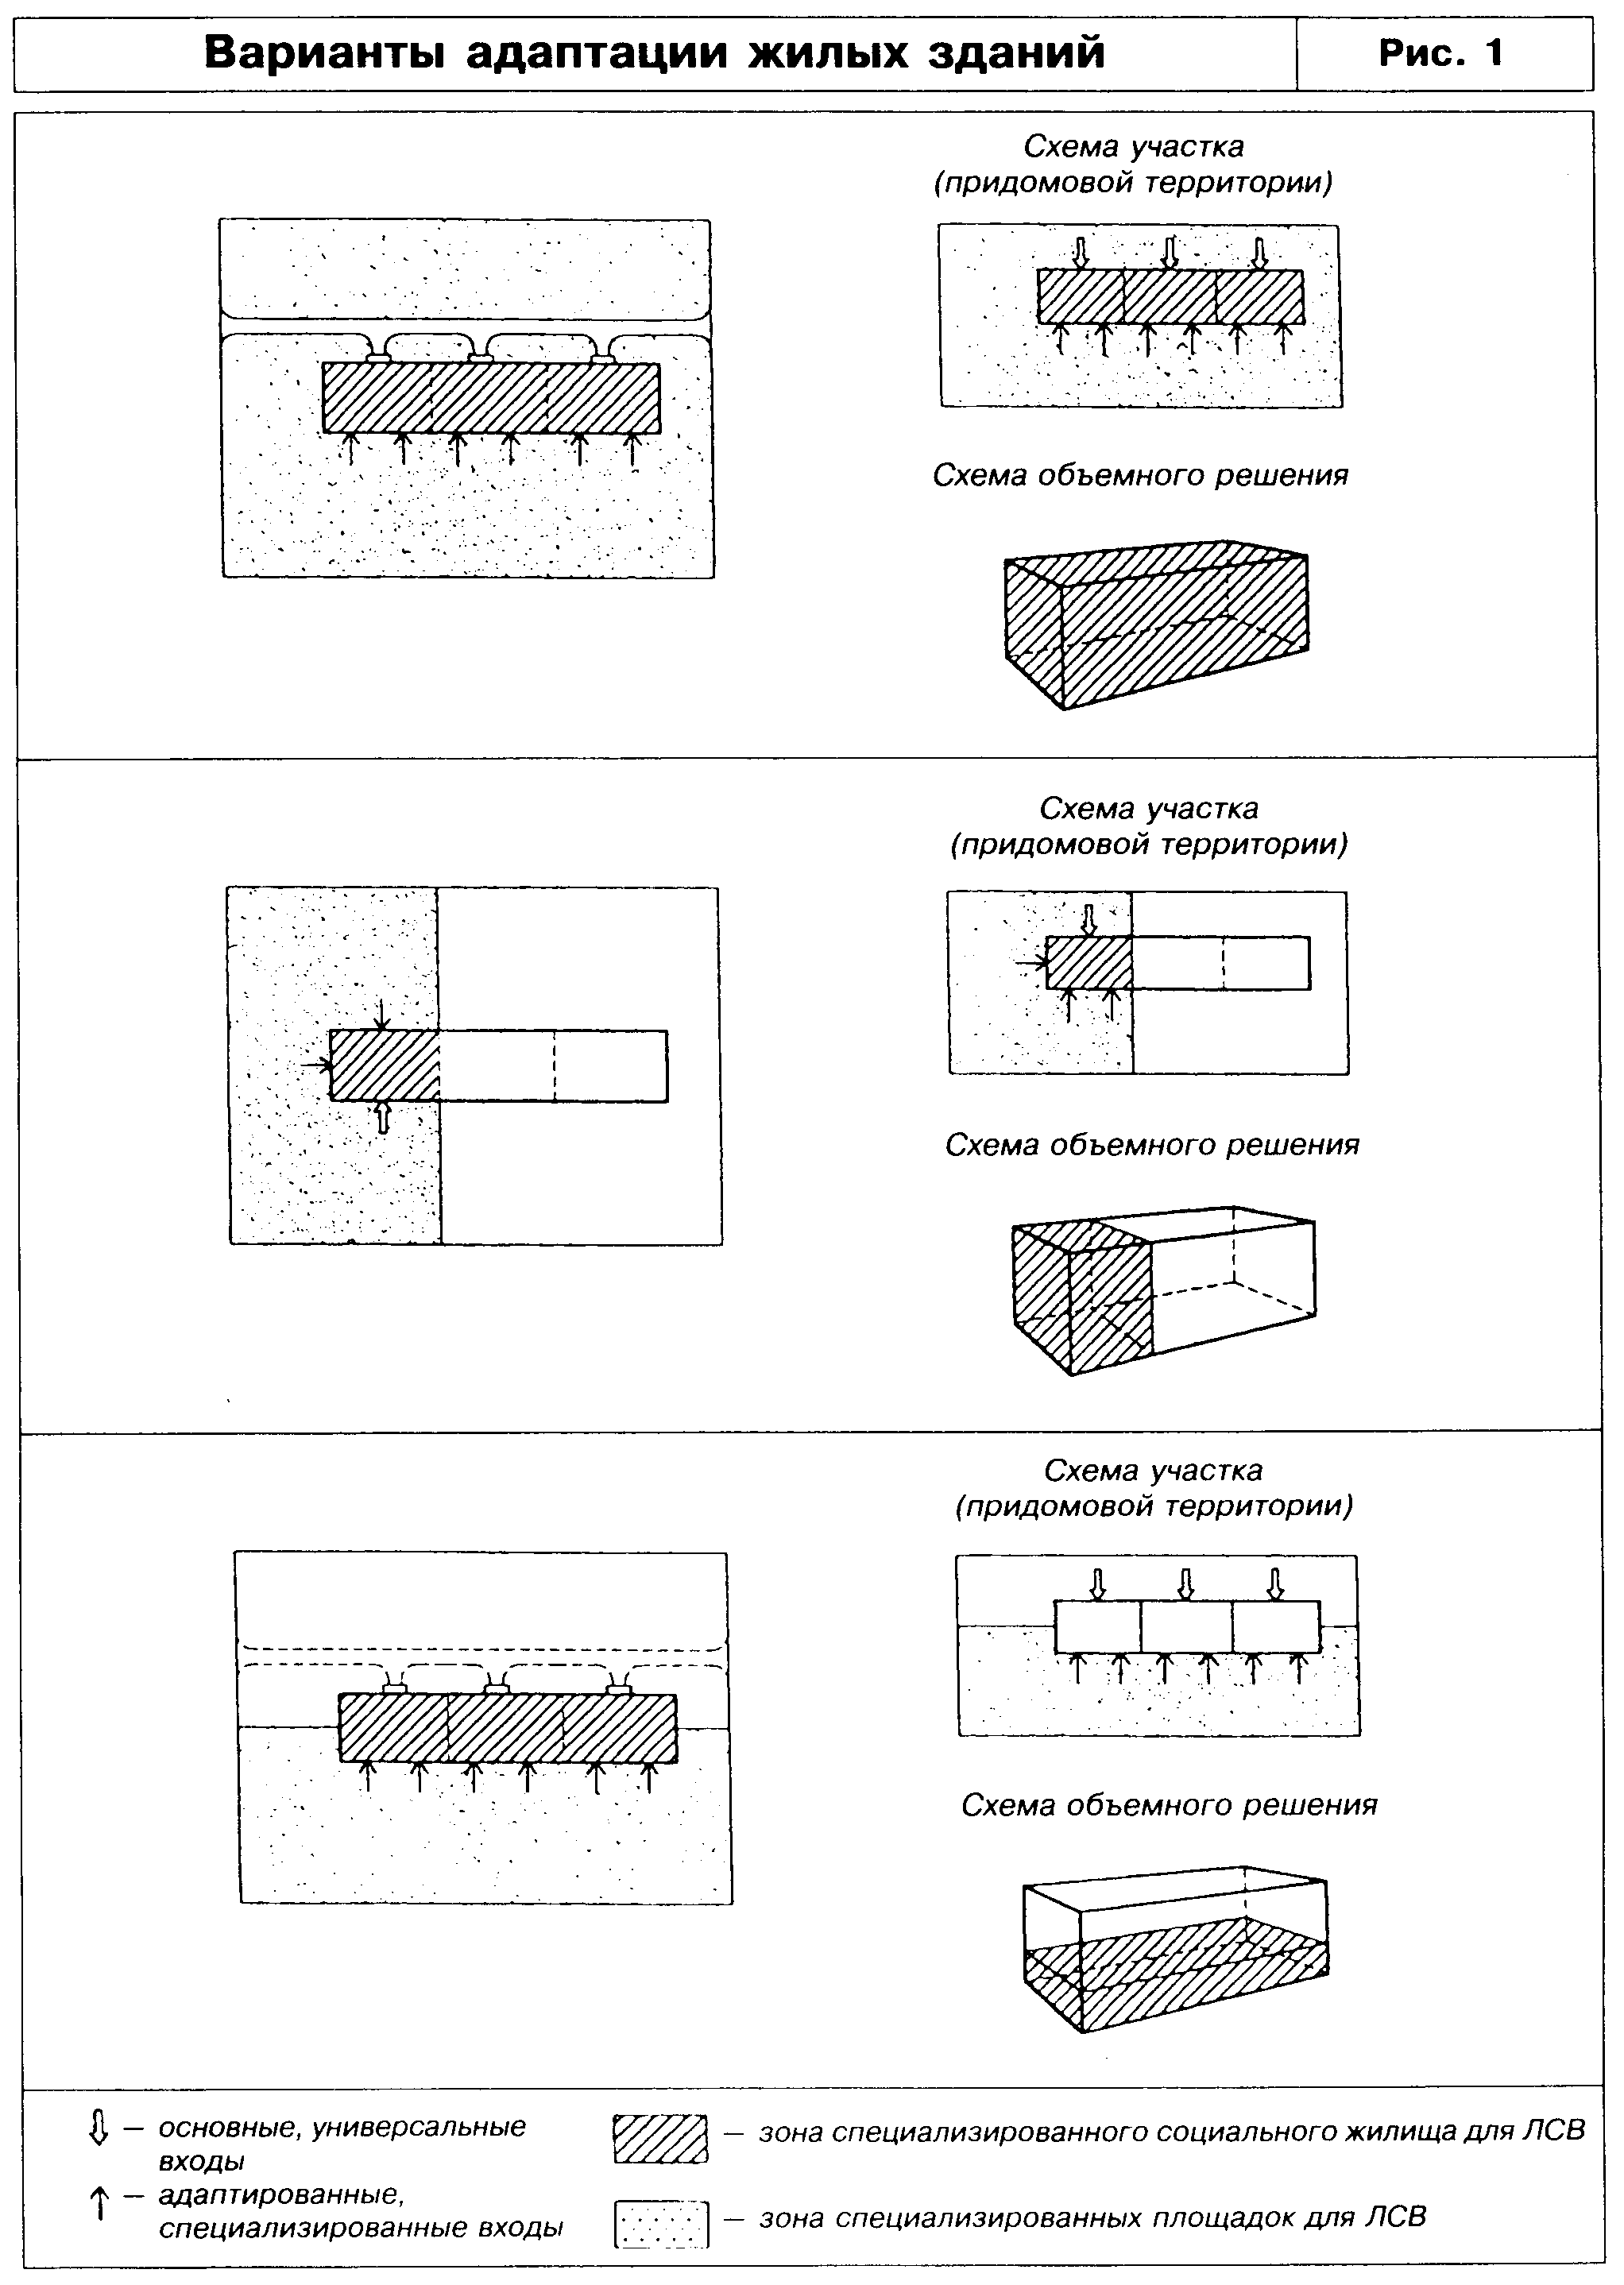 Варианты адаптации жилых зданий
Рис. 1
Схема участка
(придомовой территории)
Схема объемного решения
Схема участка
(придомовой территории)
Схема объемного решения
Схема участка
(придомовой территории)
Схема объемного решения
— основные, универсальные
входы
— адаптированные,
специализированные входы
— зона специализированного социального жилища для ЛСВ
— зона специализированных площадок для ЛСВ